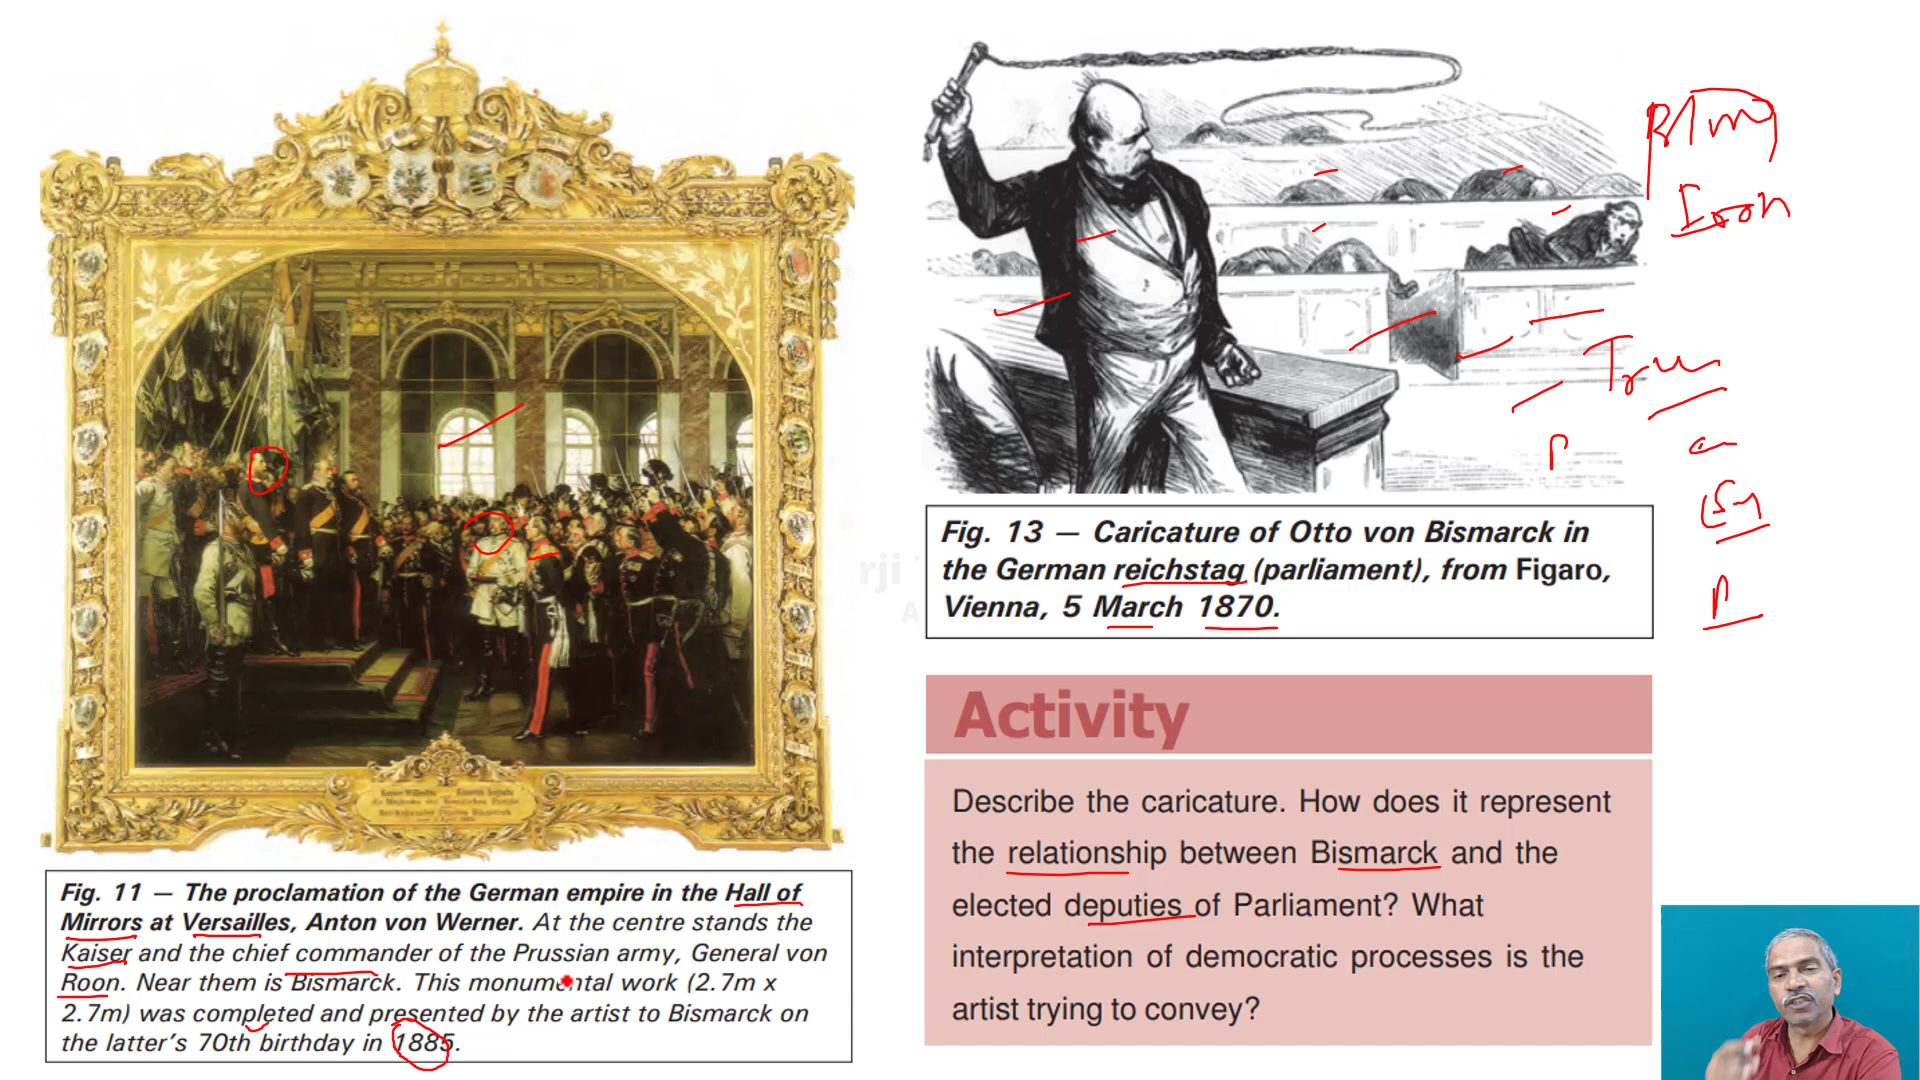 Fig. 11 — The proclamation of the German empire in the Hall of
Mirrors at Versailles, Anton von Werner. At the centre stands the
Kaiser and the chief commander of the Prussian army, General von
Roon. Near them is Bismarck. This monumental work (2.7m x
2.7m) was completed and presented by the artist to Bismarck on
the latter's 70th birthday in 1885.
Iron
Fig. 13 — Caricature of Otto von Bismarck in
the German reichstag (parliament), from Figaro,
Vienna, 5 March 1870.
Activity
Describe the caricature. How does it represent
the relationship between Bismarck and the
elected deputies of Parliament? What
interpretation of democratic processes is the
artist trying to convey?